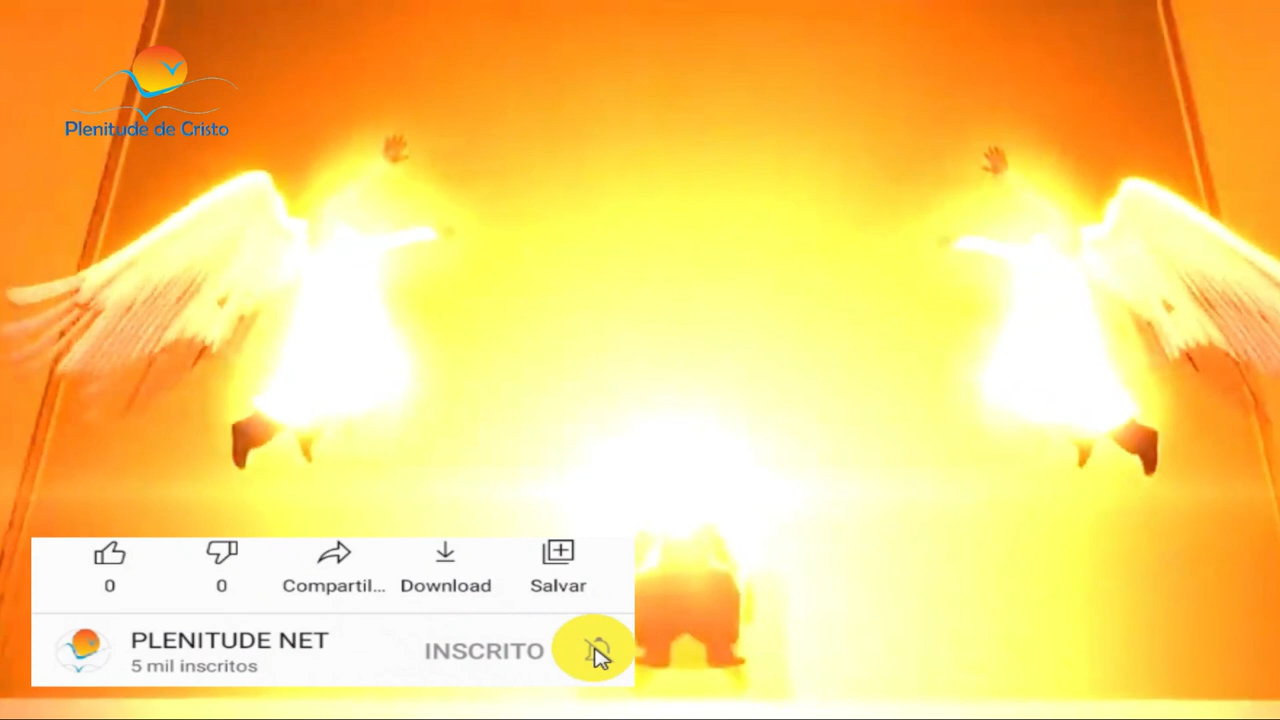 Plenitude de Cristo
0
0
Compartil...
Download
Salvar
PLENITUDE NET
INSCRITO
5 mil inscritos